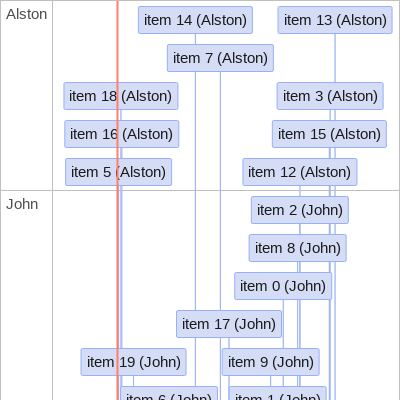 Alston
item 14 (Alston)
item 13 (Alston)
item 7 (Alston)
item 18 (Alston)
item 3 (Alston)
item 16 (Alston)
item 15 (Alston)
item 5 (Alston)
item 12 (Alston)
John
item 2 (John)
item 8 (John)
item 0 (John)
item 17 (John)
item 19 (John)
item 9 (John)
item 6 (John)
item 1 (John)